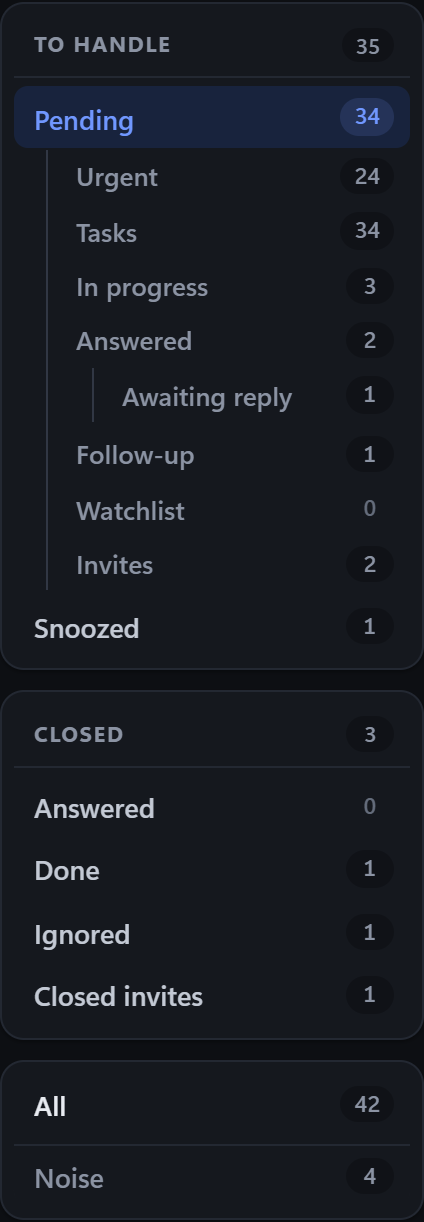 TO HANDLE 35
Pending 34
Urgent 24
Tasks 34
In progress 3
Answered 2
Awaiting reply 1
Follow-up 1
Watchlist 0
Invites 2
Snoozed 1
CLOSED 3
Answered 0
Done 1
Ignored 1
Closed invites 1
All 42
Noise 4